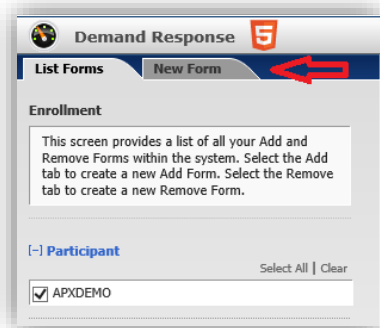 Demand Response 5
List Forms New Form
Enrollment
This screen provides a list of all your Add and
Remove Forms within the system. Select the Add
tab to create a new Add Form. Select the Remove
tab to create a new Remove Form.
[-] Participant
Select All | Clear
APXDEMO